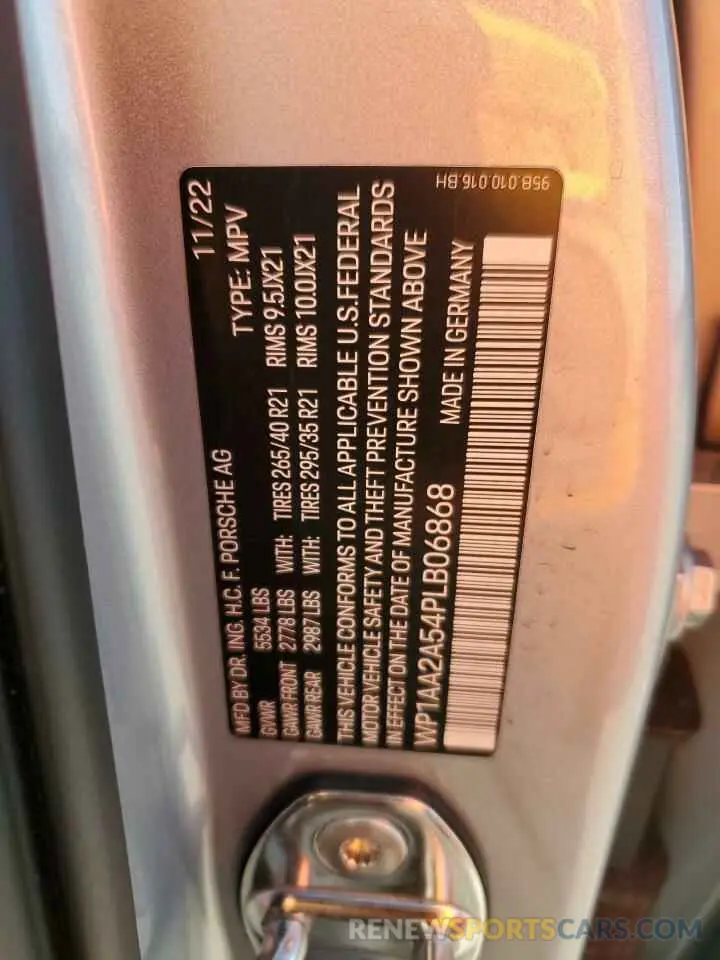 MFD BY DR. ING. H.C. F. PORSCHE AG 11/22
GVWR 5534 LBS TYPE: MPV
GAWR FRONT 2778 LBS WITH: TIRES 265/40 R21 RIMS 9.5JX21
GAWR REAR 2987 LBS WITH: TIRES 295/35 R21 RIMS 10.0JX21
THIS VEHICLE CONFORMS TO ALL APPLICABLE U.S. FEDERAL
MOTOR VEHICLE SAFETY AND THEFT PREVENTION STANDARDS
IN EFFECT ON THE DATE OF MANUFACTURE SHOWN ABOVE
WP1AA2A54PLB06868 MADE IN GERMANY
958.010.016.BH
RENEWSPORTSCARS.COM